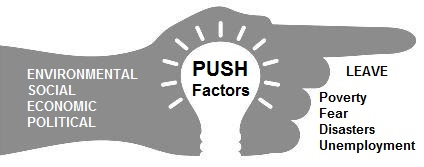 ENVIRONMENTAL
SOCIAL
ECONOMIC
POLITICAL
PUSH
Factors
LEAVE
Poverty
Fear
Disasters
Unemployment